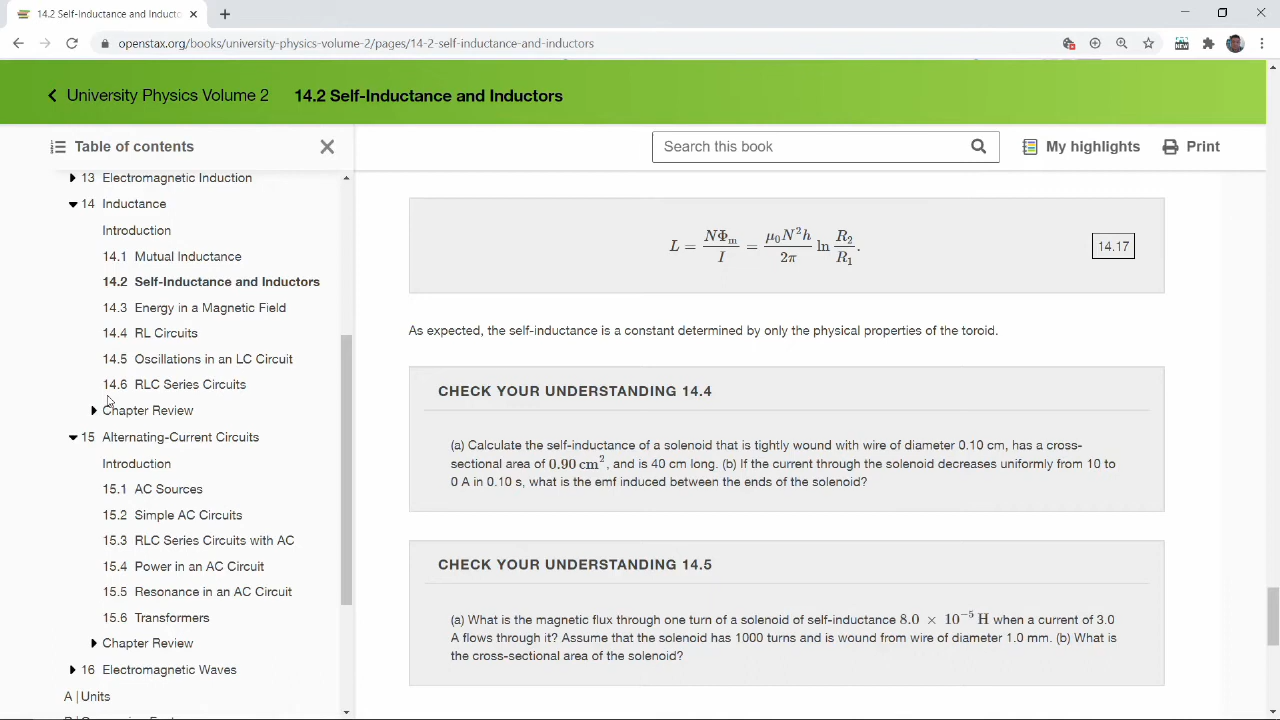 14.2 Self-Inductance and Inducto
openstax.org/books/university-physics-volume-2/pages/14-2-self-inductance-and-inductors
NEW
University Physics Volume 2
14.2 Self-Inductance and Inductors
Table of contents
Search this book
My highlights
Print
13 Electromagnetic Induction
14 Inductance
Introduction
14.1 Mutual Inductance
14.2 Self-Inductance and Inductors
14.3 Energy in a Magnetic Field
14.4 RL Circuits
14.5 Oscillations in an LC Circuit
14.6 RLC Series Circuits
Chapter Review
15 Alternating-Current Circuits
Introduction
15.1 AC Sources
15.2 Simple AC Circuits
15.3 RLC Series Circuits with AC
15.4 Power in an AC Circuit
15.5 Resonance in an AC Circuit
15.6 Transformers
Chapter Review
16 Electromagnetic Waves
A | Units
L = NΦm/I = μ0N²h/2π ln R2/R1.
14.17
As expected, the self-inductance is a constant determined by only the physical properties of the toroid.
CHECK YOUR UNDERSTANDING 14.4
(a) Calculate the self-inductance of a solenoid that is tightly wound with wire of diameter 0.10 cm, has a cross-
sectional area of 0.90 cm², and is 40 cm long. (b) If the current through the solenoid decreases uniformly from 10 to
0 A in 0.10 s, what is the emf induced between the ends of the solenoid?
CHECK YOUR UNDERSTANDING 14.5
(a) What is the magnetic flux through one turn of a solenoid of self-inductance 8.0 × 10⁻⁵ H when a current of 3.0
A flows through it? Assume that the solenoid has 1000 turns and is wound from wire of diameter 1.0 mm. (b) What is
the cross-sectional area of the solenoid?